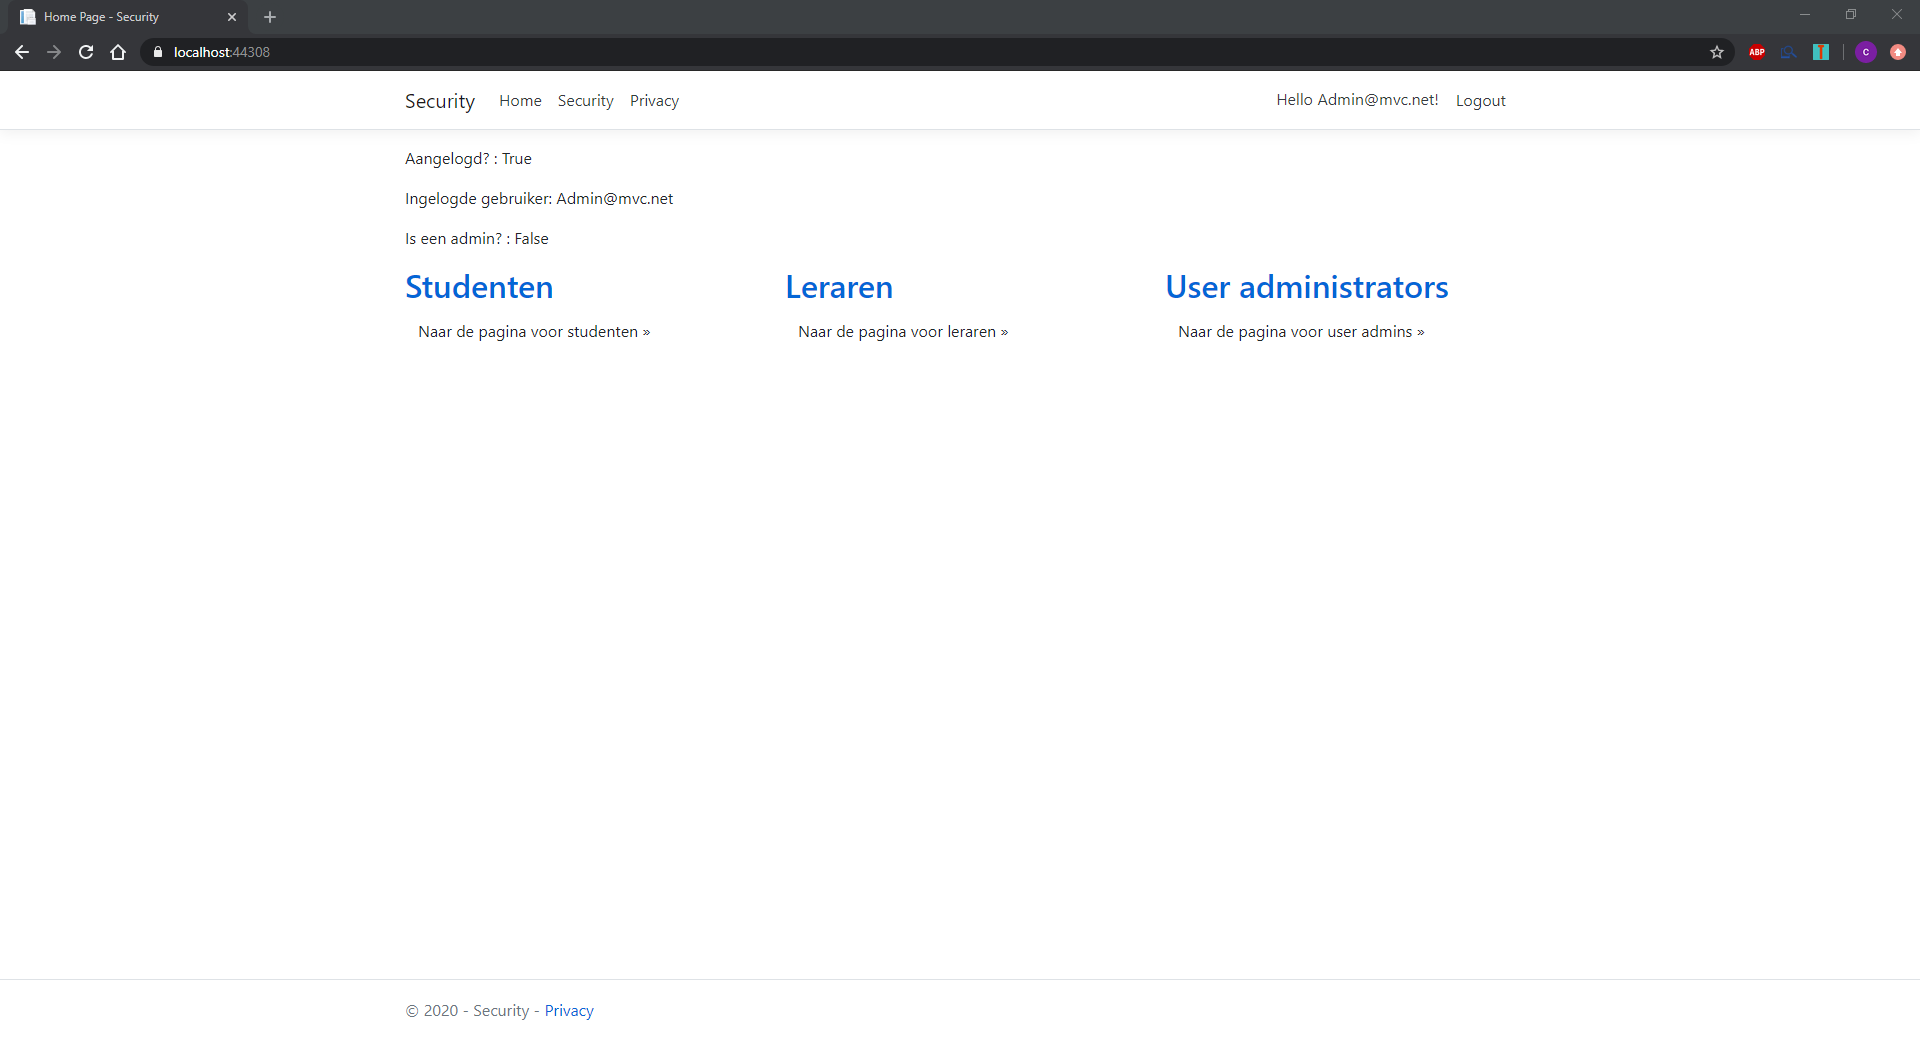 Home Page - Security
localhost:44308
ABP
C
Security Home Security Privacy Hello Admin@mvc.net! Logout
Aangelogd? : True
Ingelogde gebruiker: Admin@mvc.net
Is een admin? : False
Studenten Leraren User administrators
Naar de pagina voor studenten » Naar de pagina voor leraren » Naar de pagina voor user admins »
© 2020 - Security - Privacy